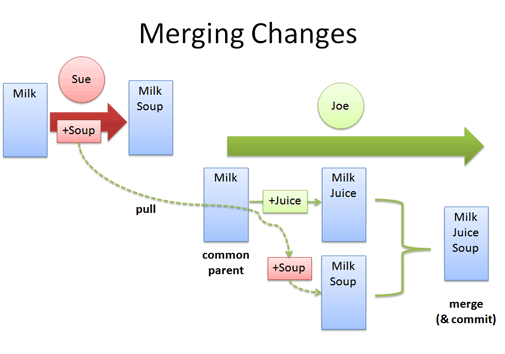 Merging Changes
Sue
Milk
+Soup
Milk
Soup
Joe
pull
Milk
common
parent
+Juice
Milk
Juice
+Soup
Milk
Soup
Milk
Juice
Soup
merge
(& commit)